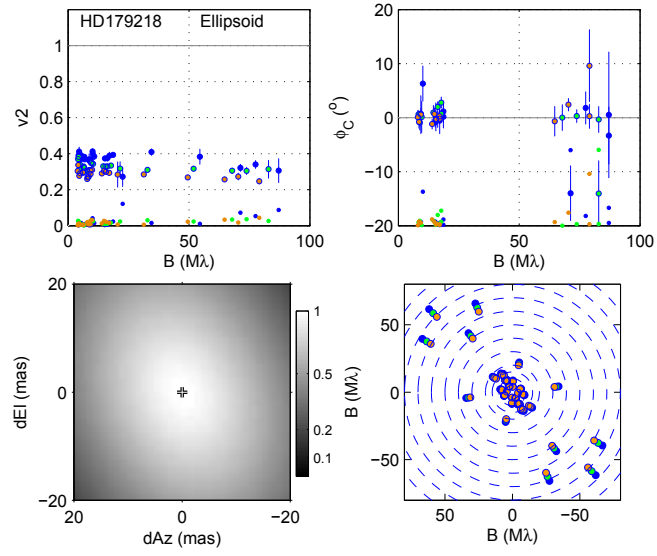 HD179218 Ellipsoid
1
0.8
0.6
0.4
0.2
0
v2
0 50 100
B (Mλ)
20
10
0
−10
−20
ϕC (°)
0 50 100
B (Mλ)
20
0
−20
dEl (mas)
20 0 −20
dAz (mas)
1
0.5
0.2
0.1
50
0
−50
B (Mλ)
50 0 −50
B (Mλ)